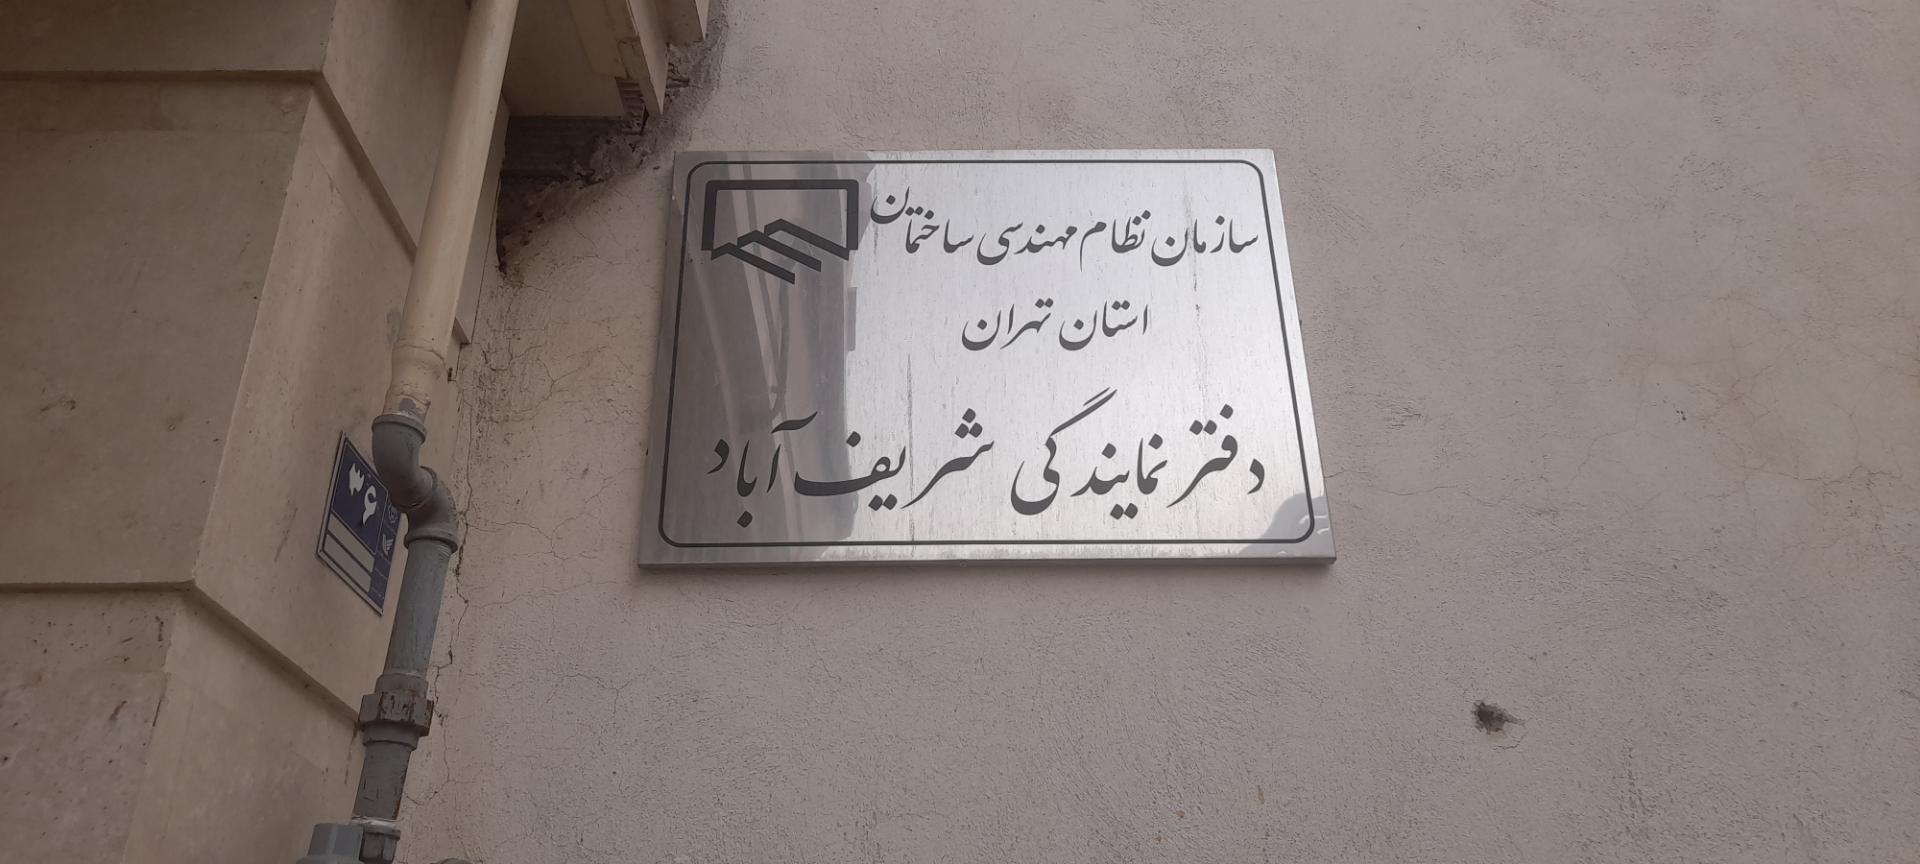 سازمان نظام مهندسی ساختمان
استان تهران
دفتر نمایندگی شریف آباد
۳۶